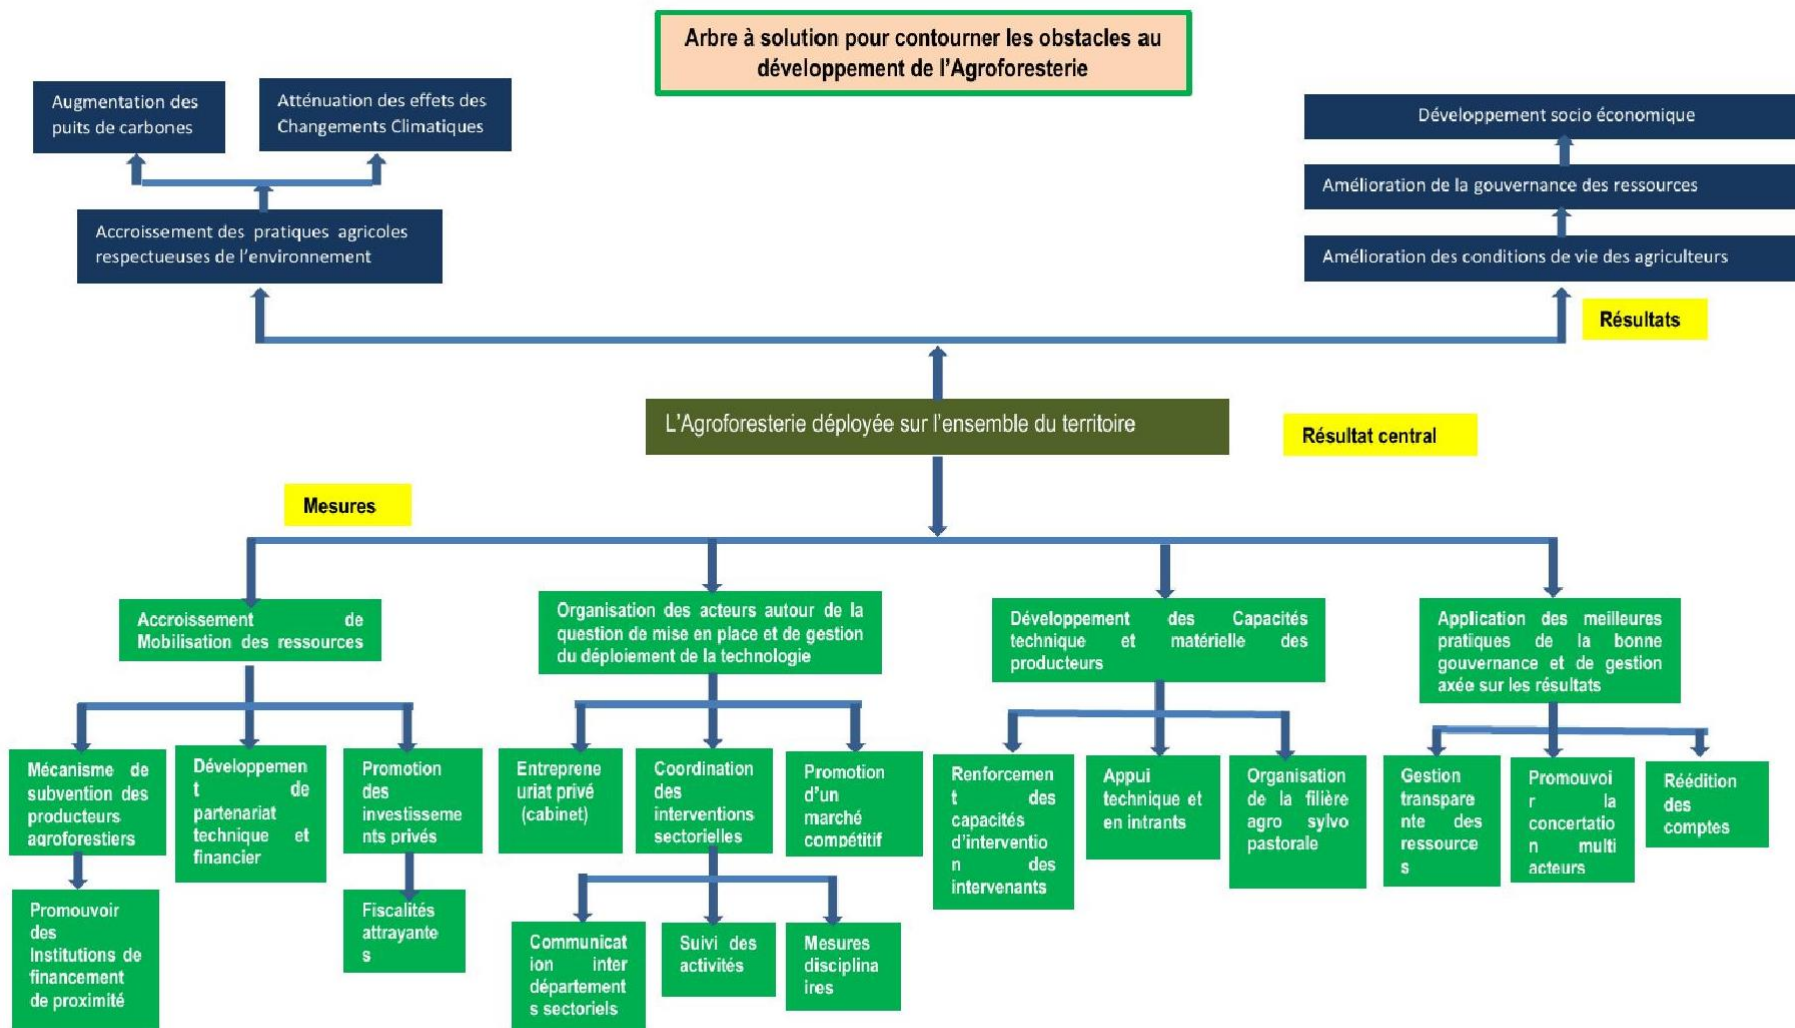 Arbre à solution pour contourner les obstacles au
développement de l'Agroforesterie
Augmentation des
puits de carbones
Atténuation des effets des
Changements Climatiques
Développement socio économique
Amélioration de la gouvernance des ressources
Accroissement des pratiques agricoles
respectueuses de l'environnement
Amélioration des conditions de vie des agriculteurs
Résultats
L'Agroforesterie déployée sur l'ensemble du territoire
Résultat central
Mesures
Accroissement de
Mobilisation des ressources
Organisation des acteurs autour de la
question de mise en place et de gestion
du déploiement de la technologie
Développement des Capacités
technique et matérielle des
producteurs
Application des meilleures
pratiques de la bonne
gouvernance et de gestion
axée sur les résultats
Mécanisme de
subvention des
producteurs
agroforestiers
Développemen
t de
partenariat
technique et
financier
Promotion
des
investisseme
nts privés
Entreprene
uriat privé
(cabinet)
Coordination
des
interventions
sectorielles
Promotion
d'un
marché
compétitif
Renforcemen
t des
capacités
d'interventio
n des
intervenants
Appui
technique et
en intrants
Organisation
de la filière
agro sylvo
pastorale
Gestion
transpare
nte des
ressource
s
Promouvoi
r la
concertatio
n multi
acteurs
Réédition
des
comptes
Promouvoir
des
Institutions de
financement
de proximité
Fiscalités
attrayante
s
Communicat
ion inter
département
s sectoriels
Suivi des
activités
Mesures
disciplina
ires